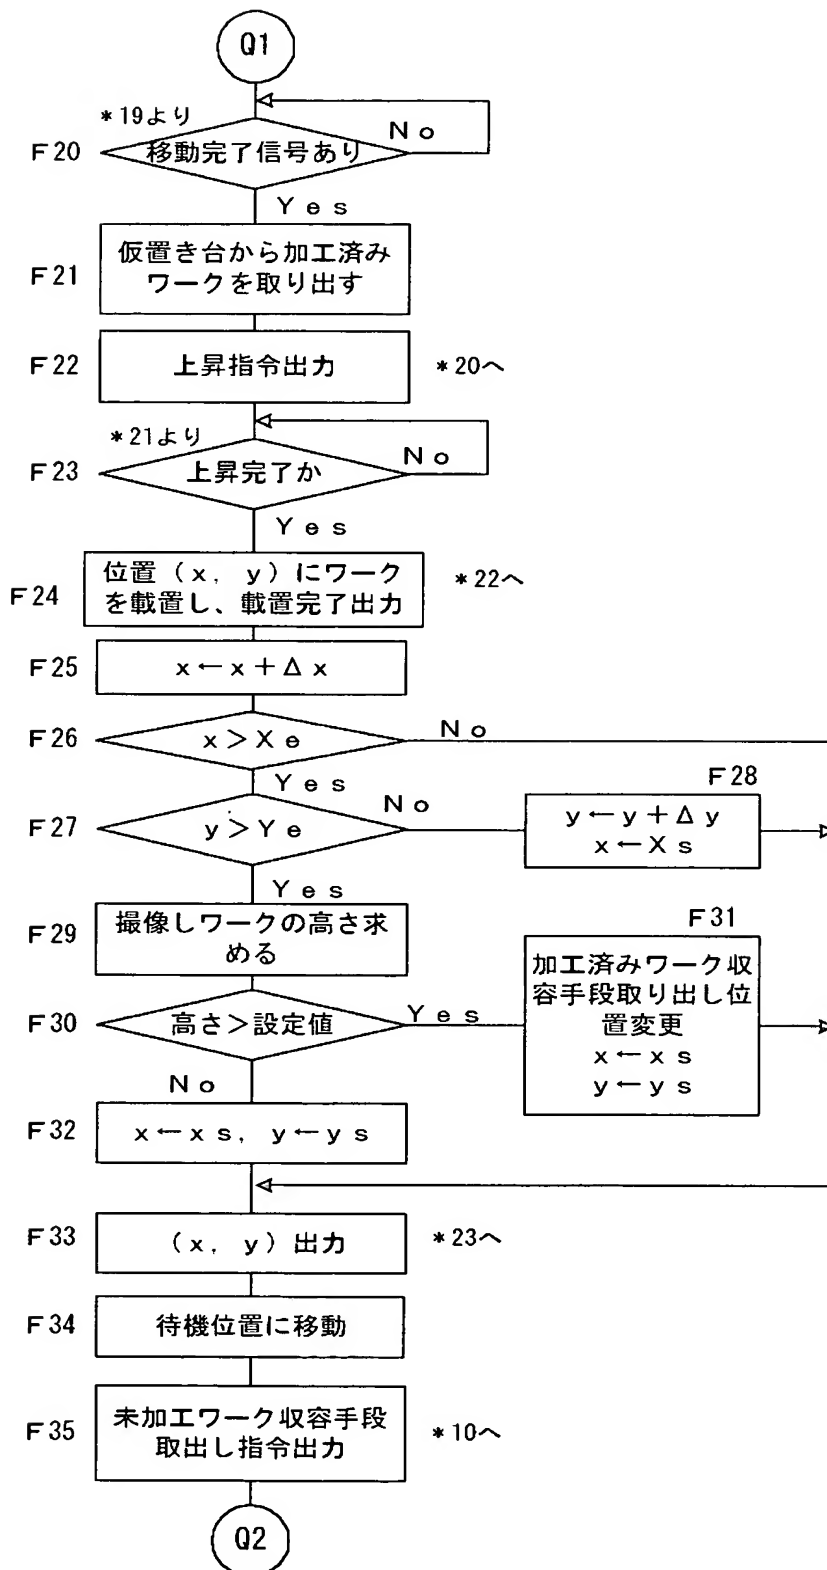 Q1
*19より
No
F20
移動完了信号あり
Yes
F21
仮置き台から加工済み
ワークを取り出す
F22
上昇指令出力
*20へ
*21より
No
F23
上昇完了か
Yes
F24
位置(x, y)にワーク
を載置し、載置完了出力
*22へ
F25
x←x+Δx
F26
x>Xe
No
Yes
F27
y>Ye
No
F28
y←y+Δy
x←Xs
Yes
F29
撮像しワークの高さ求
める
F30
高さ>設定値
Yes
F31
加工済みワーク収
容手段取り出し位
置変更
x←xs
y←ys
No
F32
x←xs, y←ys
F33
(x, y)出力
*23へ
F34
待機位置に移動
F35
未加工ワーク収容手段
取出し指令出力
*10へ
Q2